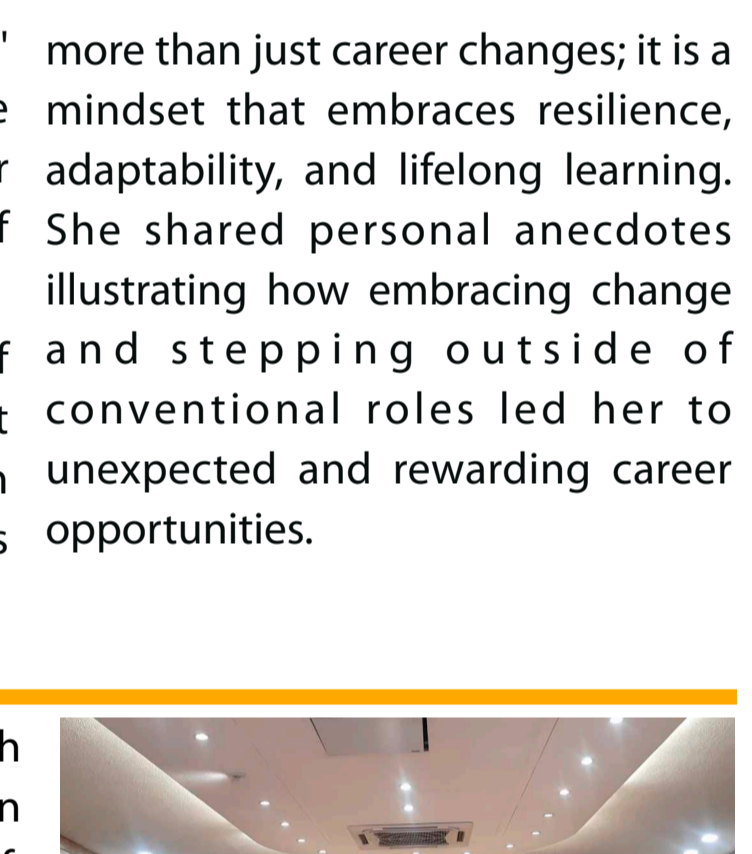 more than just career changes; it is a
mindset that embraces resilience,
adaptability, and lifelong learning.
She shared personal anecdotes
illustrating how embracing change
and stepping outside of
conventional roles led her to
unexpected and rewarding career
opportunities.